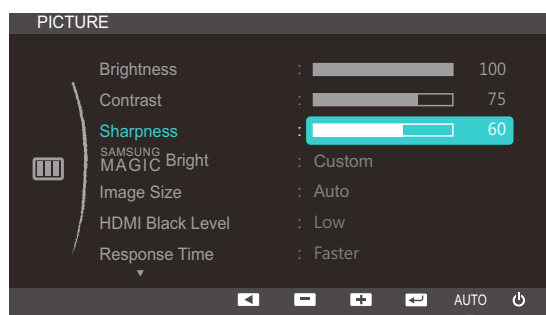 PICTURE
Brightness : 100
Contrast : 75
Sharpness : 60
SAMSUNG MAGIC Bright : Custom
Image Size : Auto
HDMI Black Level : Low
Response Time : Faster
AUTO